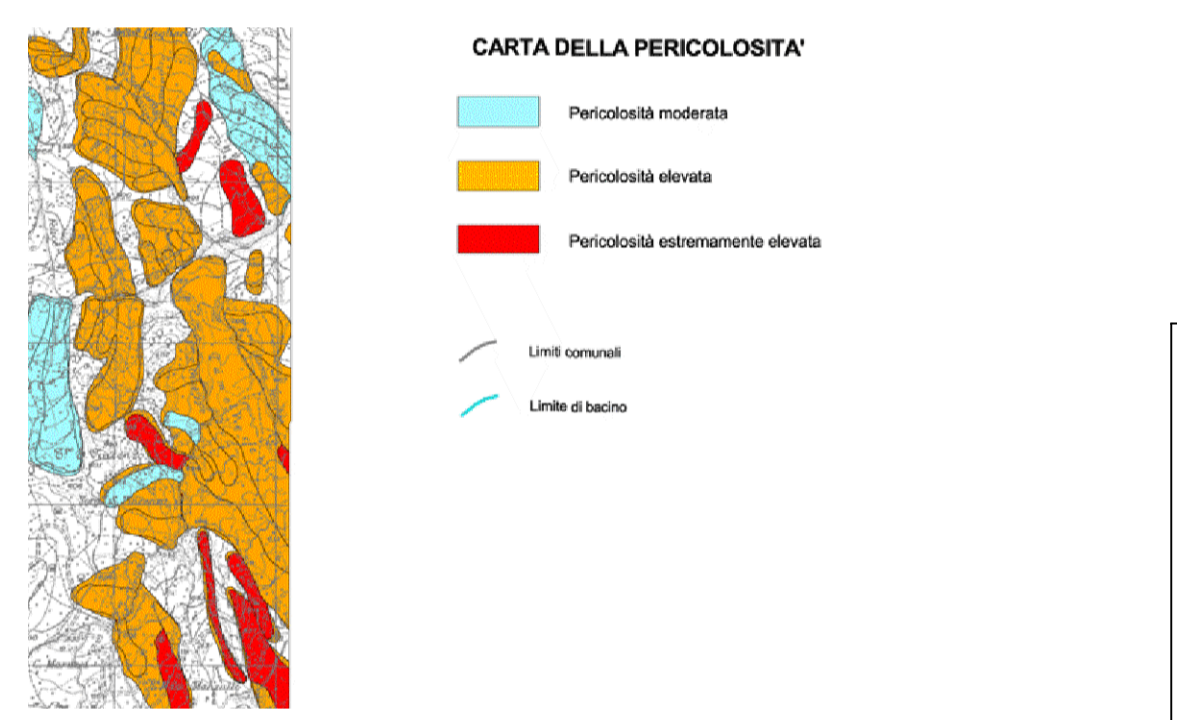 CARTA DELLA PERICOLOSITA'
Pericolosità moderata
Pericolosità elevata
Pericolosità estremamente elevata
Limiti comunali
Limite di bacino